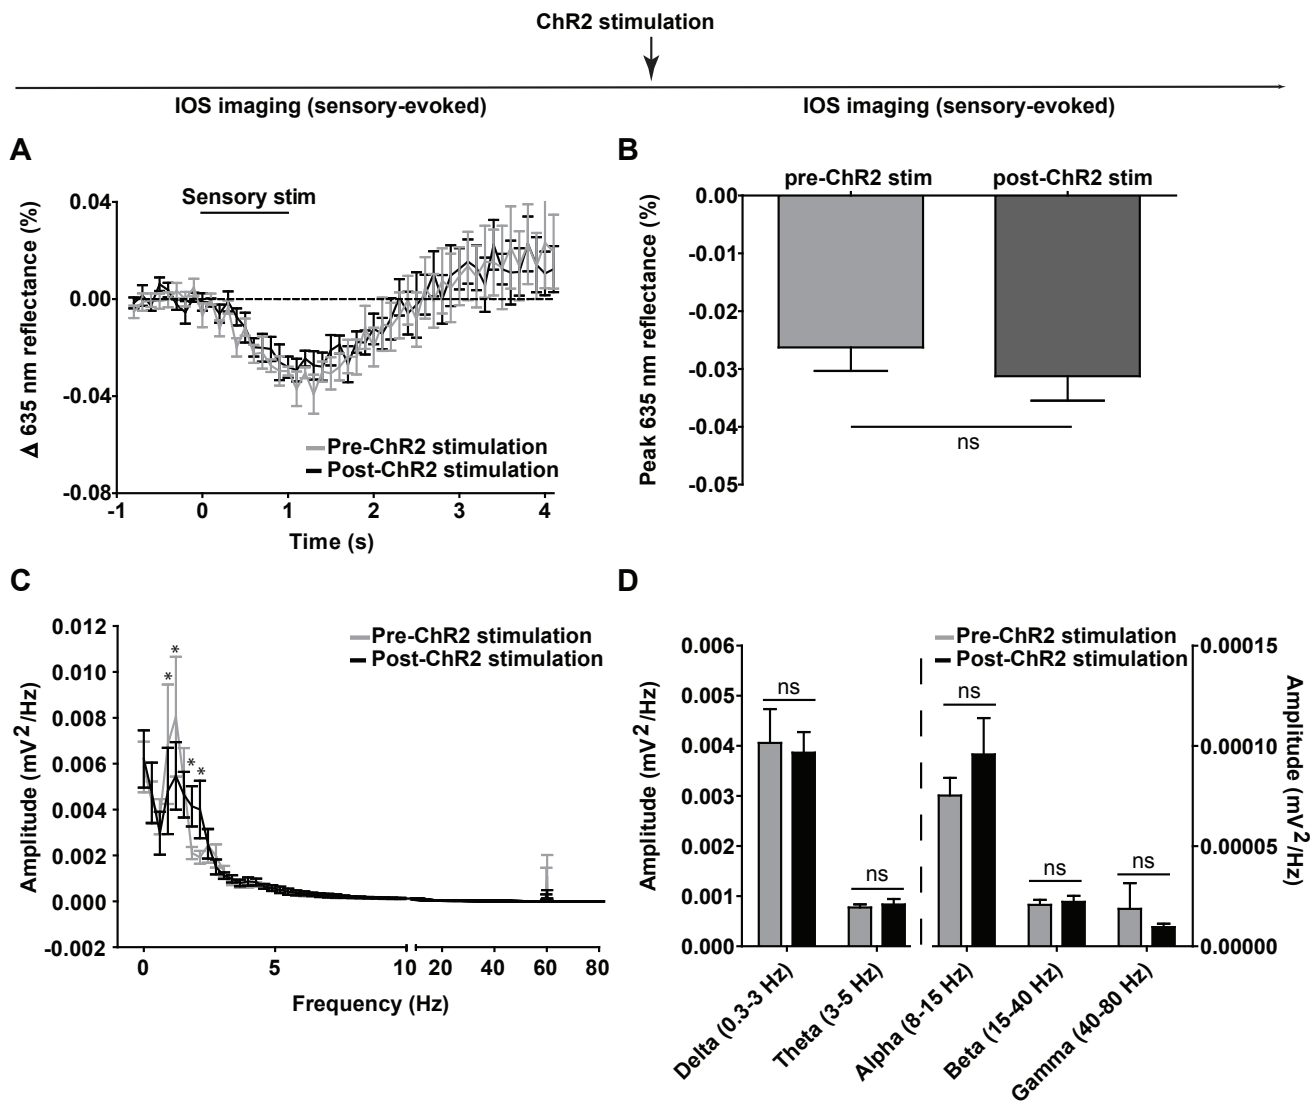 ChR2 stimulation
IOS imaging (sensory-evoked)
IOS imaging (sensory-evoked)
A
Sensory stim
0.04
0.00
-0.04
-0.08
Δ 635 nm reflectance (%)
Pre-ChR2 stimulation
Post-ChR2 stimulation
-1 0 1 2 3 4
Time (s)
B
pre-ChR2 stim post-ChR2 stim
0.00
-0.01
-0.02
-0.03
-0.04
-0.05
Peak 635 nm reflectance (%)
ns
C
Pre-ChR2 stimulation
Post-ChR2 stimulation
0.012
0.010
0.008
0.006
0.004
0.002
0.000
-0.002
Amplitude (mV²/Hz)
* * * *
0 5 10 20 40 60 80
Frequency (Hz)
D
Pre-ChR2 stimulation
Post-ChR2 stimulation
0.006
0.005
0.004
0.003
0.002
0.001
0.000
Amplitude (mV²/Hz)
ns
ns
ns
ns
ns
0.00015
0.00010
0.00005
0.00000
Amplitude (mV²/Hz)
Delta (0.3-3 Hz)
Theta (3-5 Hz)
Alpha (8-15 Hz)
Beta (15-40 Hz)
Gamma (40-80 Hz)